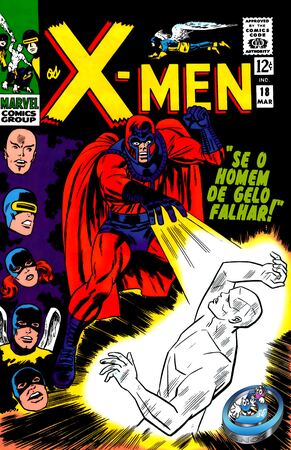 APPROVED
BY THE
COMICS
CODE
AUTHORITY
os
X-MEN
MARVEL
COMICS
GROUP
12¢
IND.
18
MAR
"SE O
HOMEM
DE GELO
FALHAR!"